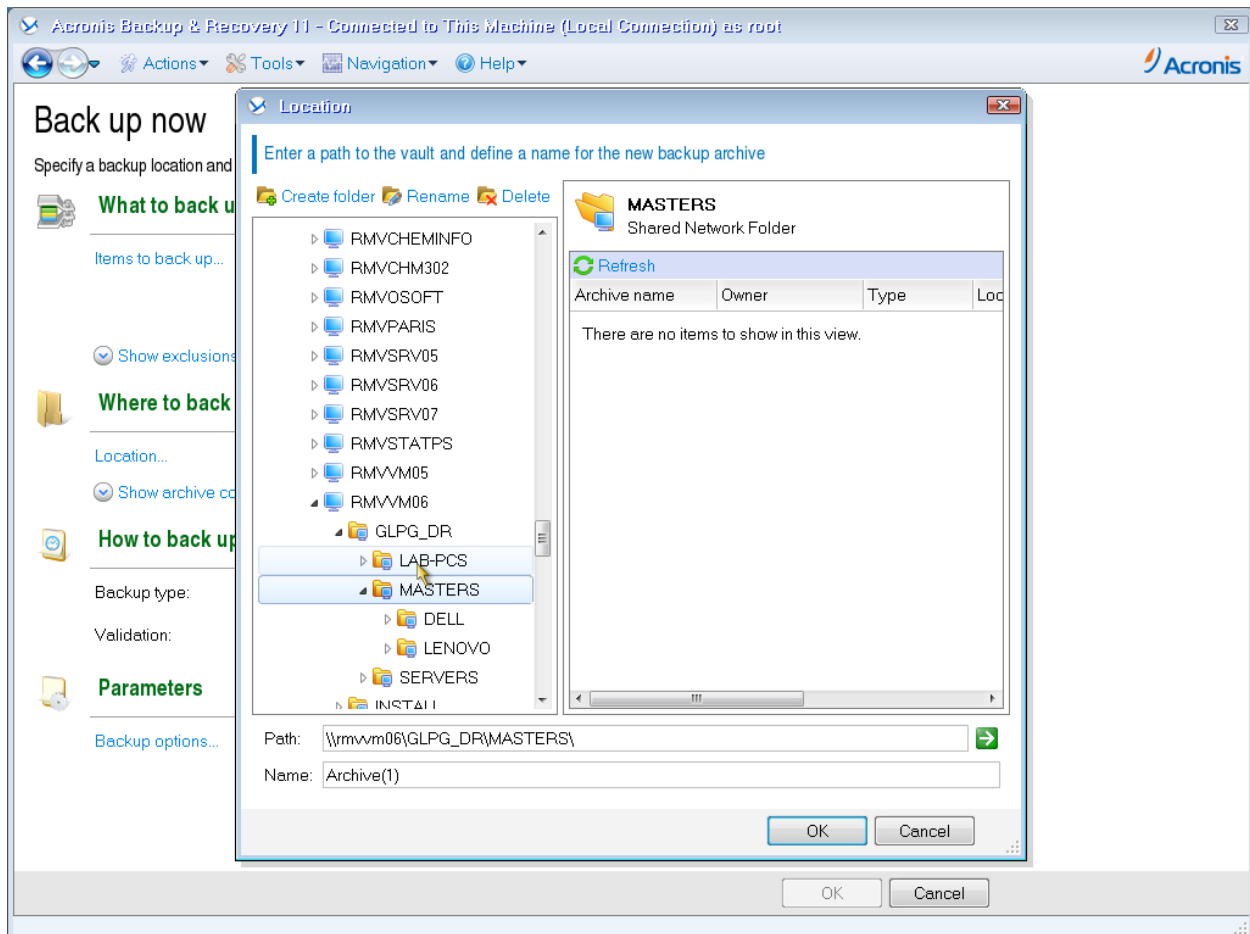 Acronis Backup & Recovery 11 - Connected to This Machine (Local Connection) as root
Actions Tools Navigation Help
Acronis
Back up now
Specify a backup location and
What to back u
Items to back up...
Show exclusions
Where to back
Location...
Show archive co
How to back up
Backup type:
Validation:
Parameters
Backup options...
Location
Enter a path to the vault and define a name for the new backup archive
Create folder Rename Delete
RMVCHEMINFO
RMVCHM302
RMVOSOFT
RMVPARIS
RMVSRV05
RMVSRV06
RMVSRV07
RMVSTATPS
RMVVM05
RMVVM06
GLPG_DR
LAB-PCS
MASTERS
DELL
LENOVO
SERVERS
INSTALL
MASTERS
Shared Network Folder
Refresh
Archive name Owner Type Loc
There are no items to show in this view.
Path: \\rmvvm06\GLPG_DR\MASTERS\
Name: Archive(1)
OK Cancel
OK Cancel